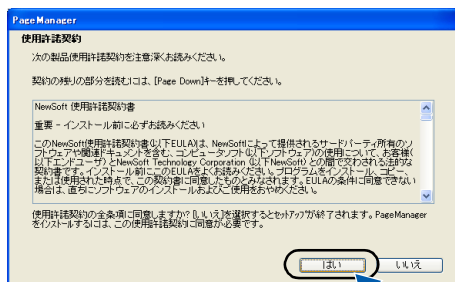 PageManager
使用許諾契約
次の製品使用許諾契約を注意深くお読みください。
契約の残りの部分を読むには、[Page Down]キーを押してください。
NewSoft 使用許諾契約書
重要 - インストール前に必ずお読みください
このNewSoft使用許諾契約書(以下EULA)は、NewSoftによって提供されるサードパーティ所有のソ
フトウェアや関連ドキュメントを含む、コンピュータソフト(以下ソフトウェア)の使用について、お客様(
以下エンドユーザ)とNewSoft Technology Corporation (以下NewSoft) との間で交わされる法的な
契約書です。インストール前にこのEULAをよくお読みください。プログラムをインストール、コピー、
または使用された時点で、この契約書に同意したものとみなされます。EULAの条件に同意できない
場合は、直ちにソフトウェアのインストールおよびご使用をおやめください。
使用許諾契約の全条項に同意しますか? [いいえ]を選択するとセットアップが終了されます。PageManager
をインストールするには、この使用許諾契約に同意が必要です。
はい
いいえ